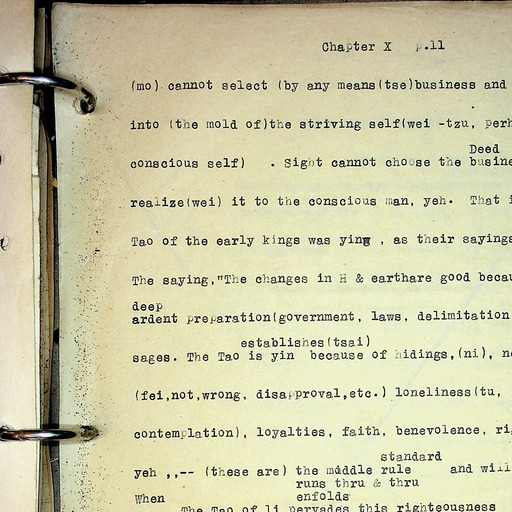 Chapter X p.11
(mo) cannot select (by any means(tse)business and
into (the mold of)the striving self(wei -tzu, perh
Deed
conscious self) . Sight cannot choose the busine
realize(wei) it to the conscious man, yeh. That i
Tao of the early kings was ying , as their sayings
The saying,"The changes in H & earthare good becau
deep
ardent preparation(government, laws, delimitation
establishes(tsai)
sages. The Tao is yin because of hidings,(ni), n
(fei,not,wrong, disapproval,etc.) loneliness(tu,
contemplation), loyalties, faith, benevolence, ri
standard
yeh ,,-- (these are) the middle rule and will
runs thru & thru
When enfolds
The Tao of li pervades this righteousness